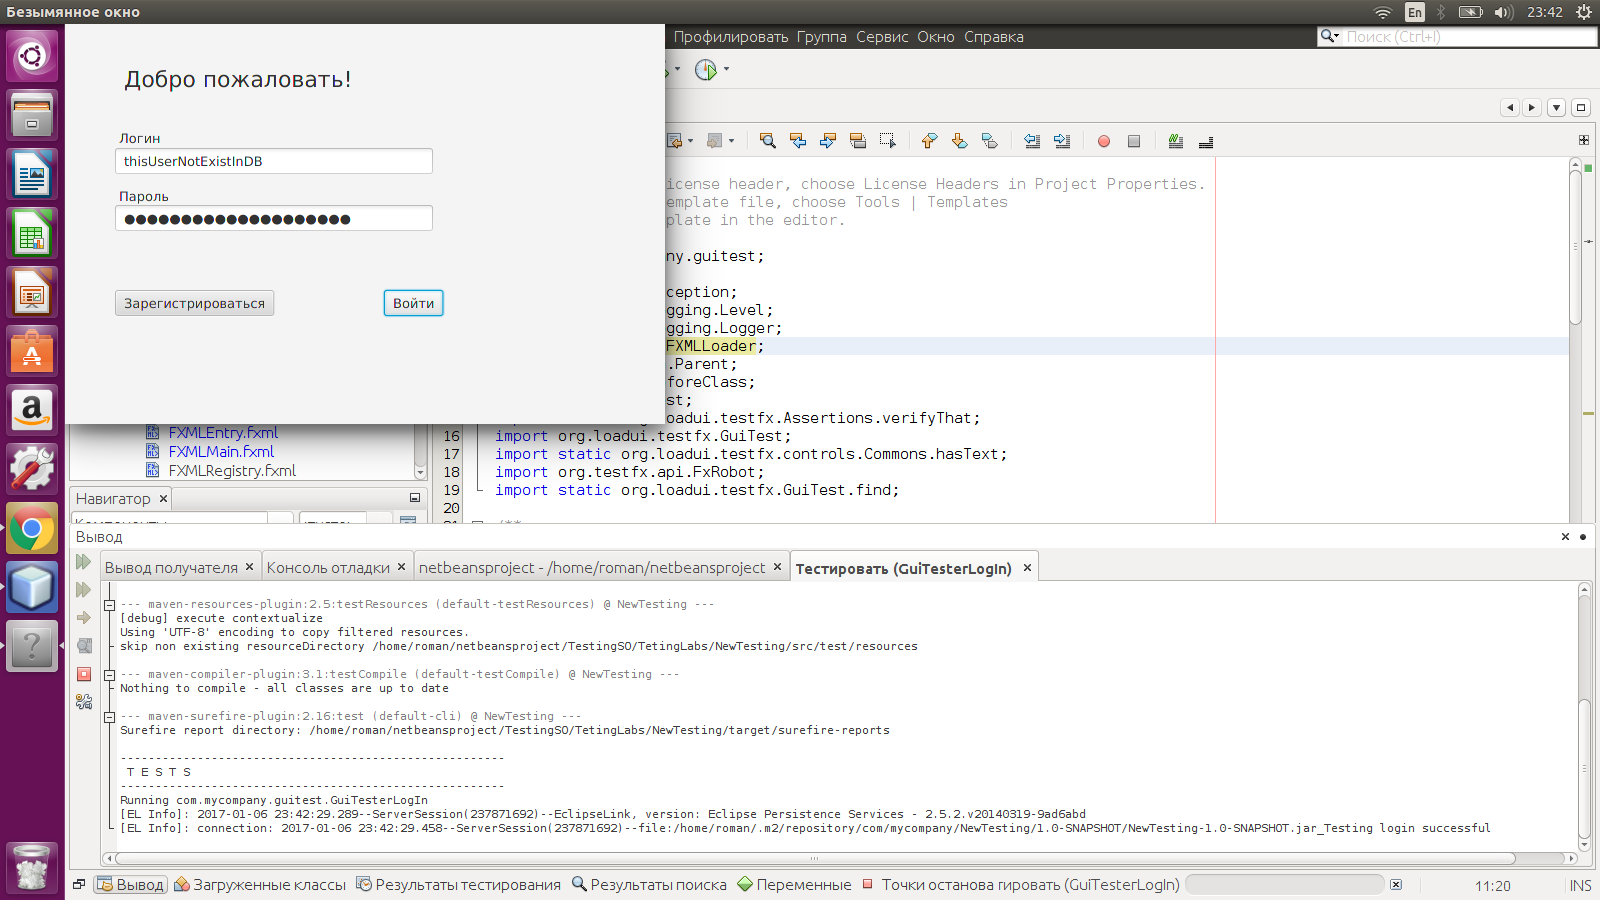 Безымянное окно
En
23:42
Профилировать Группа Сервис Окно Справка
Поиск (Ctrl+I)
Добро пожаловать!
Логин
thisUserNotExistInDB
Пароль
Зарегистрироваться
Войти
icense header, choose License Headers in Project Properties.
emplate file, choose Tools | Templates
plate in the editor.
ny.guitest;
ception;
gging.Level;
gging.Logger;
FXMLLoader;
.Parent;
foreClass;
st;
loadui.testfx.Assertions.verifyThat;
16 import org.loadui.testfx.GuiTest;
17 import static org.loadui.testfx.controls.Commons.hasText;
18 import org.testfx.api.FxRobot;
19 import static org.loadui.testfx.GuiTest.find;
20
FXMLEntry.fxml
FXMLMain.fxml
FXMLRegistry.fxml
Навигатор
Вывод
Вывод получателя
Консоль отладки
netbeansproject - /home/roman/netbeansproject
Тестировать (GuiTesterLogIn)
--- maven-resources-plugin:2.5:testResources (default-testResources) @ NewTesting ---
[debug] execute contextualize
Using 'UTF-8' encoding to copy filtered resources.
skip non existing resourceDirectory /home/roman/netbeansproject/TestingSO/TetingLabs/NewTesting/src/test/resources
--- maven-compiler-plugin:3.1:testCompile (default-testCompile) @ NewTesting ---
Nothing to compile - all classes are up to date
--- maven-surefire-plugin:2.16:test (default-cli) @ NewTesting ---
Surefire report directory: /home/roman/netbeansproject/TestingSO/TetingLabs/NewTesting/target/surefire-reports
-------------------------------------------------------
T E S T S
-------------------------------------------------------
Running com.mycompany.guitest.GuiTesterLogIn
[EL Info]: 2017-01-06 23:42:29.289--ServerSession(237871692)--EclipseLink, version: Eclipse Persistence Services - 2.5.2.v20140319-9ad6abd
[EL Info]: connection: 2017-01-06 23:42:29.458--ServerSession(237871692)--file:/home/roman/.m2/repository/com/mycompany/NewTesting/1.0-SNAPSHOT/NewTesting-1.0-SNAPSHOT.jar_Testing login successful
Вывод
Загруженные классы
Результаты тестирования
Результаты поиска
Переменные
Точки останова
гировать (GuiTesterLogIn)
11:20
INS